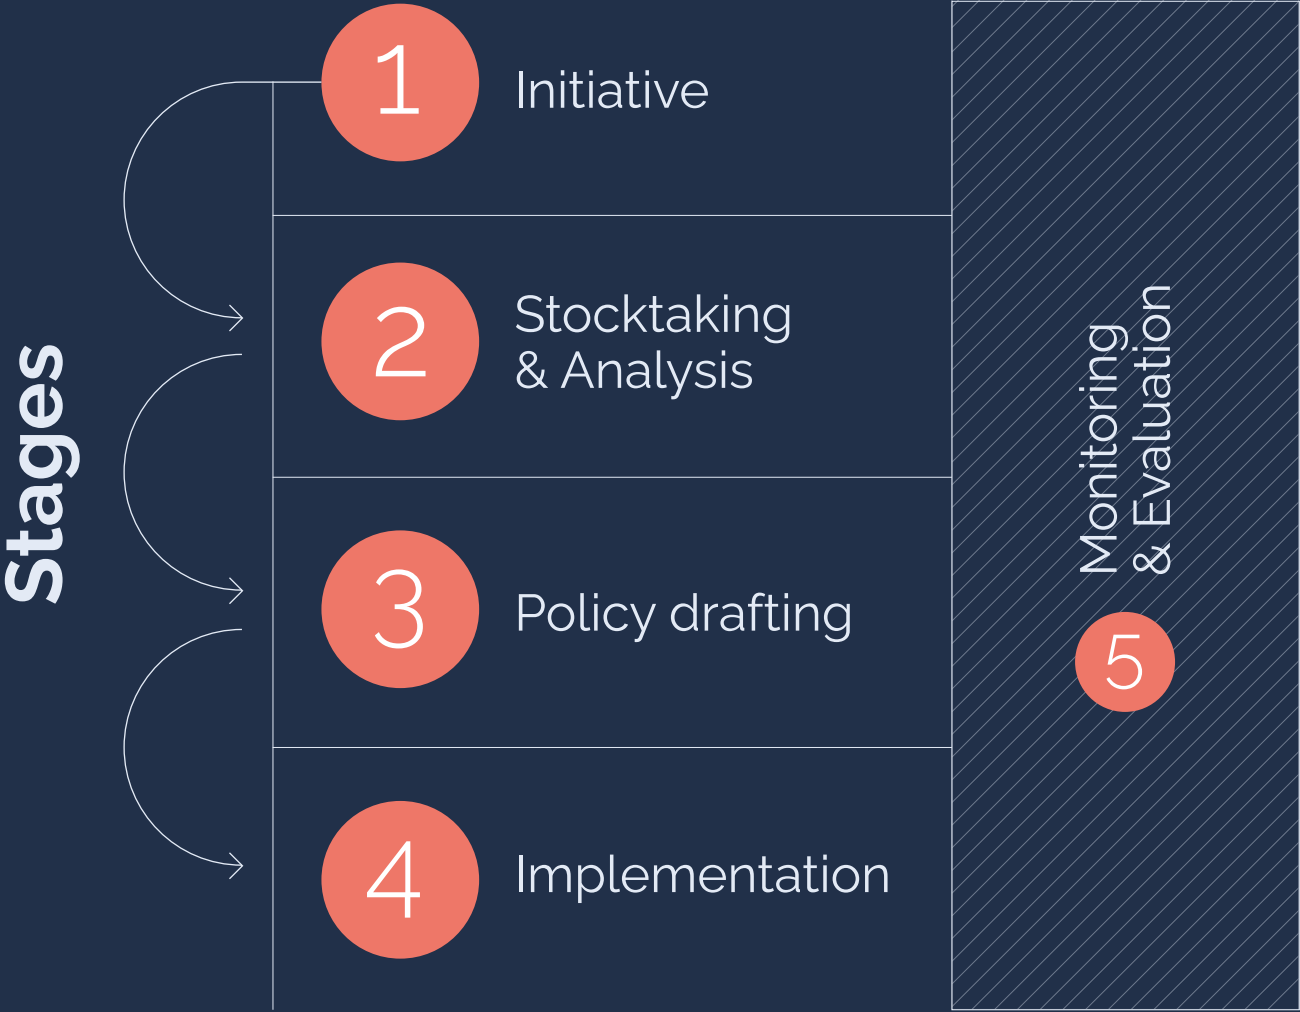 Stages
1
Initiative
2
Stocktaking
& Analysis
3
Policy drafting
4
Implementation
Monitoring
& Evaluation
5